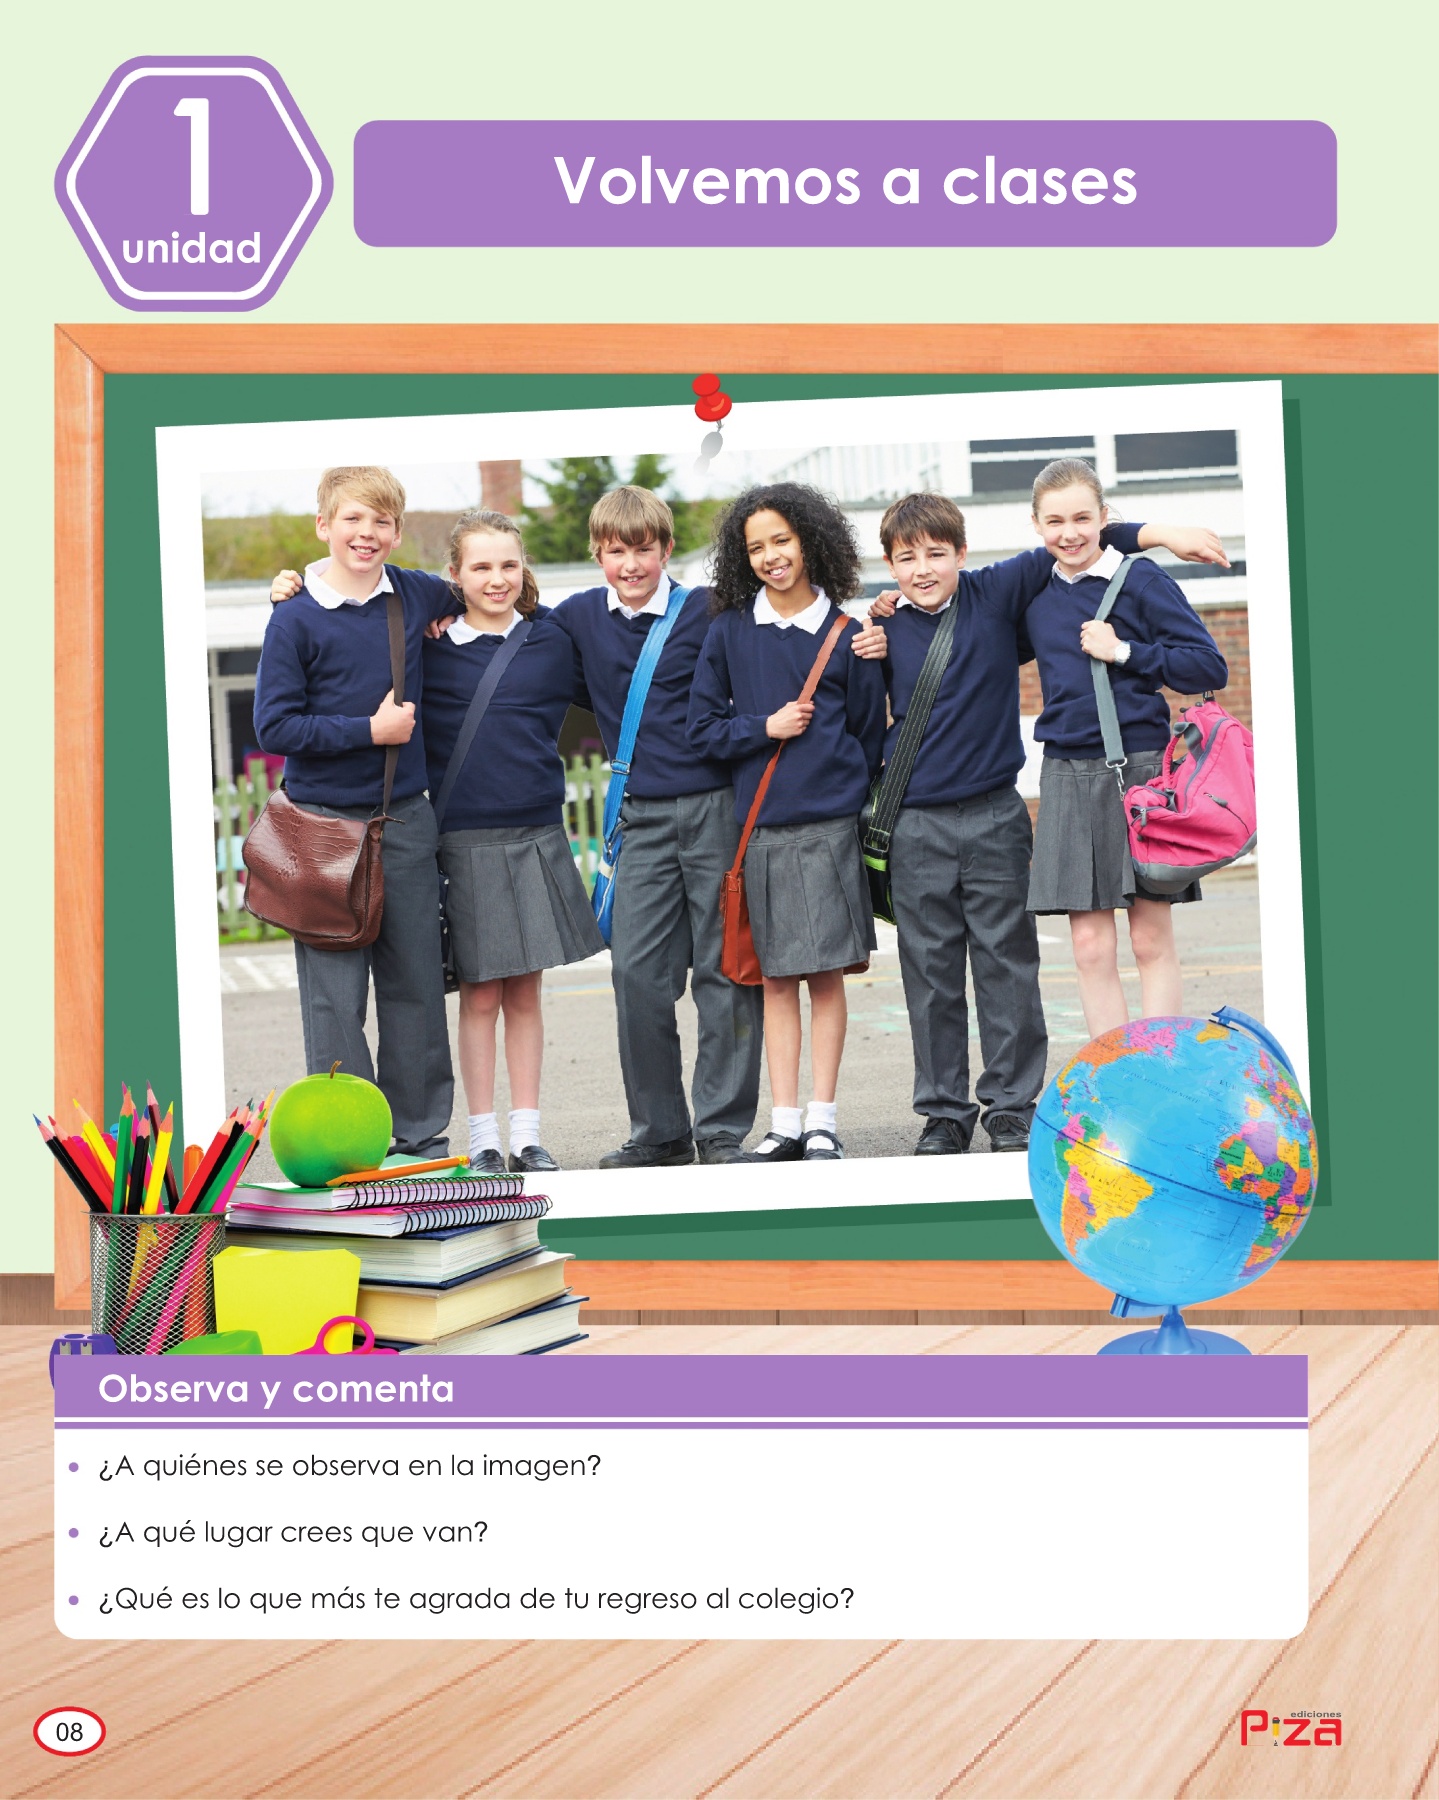 1
unidad
Volvemos a clases
Observa y comenta
• ¿A quiénes se observa en la imagen?
• ¿A qué lugar crees que van?
• ¿Qué es lo que más te agrada de tu regreso al colegio?
08
ediciones
Piza